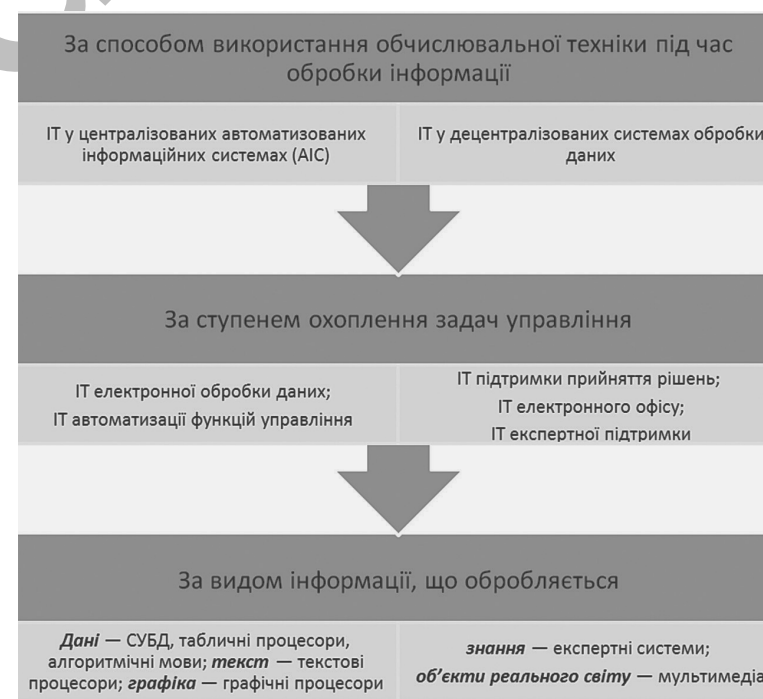 За способом використання обчислювальної техніки під час
обробки інформації
ІТ у централізованих автоматизованих
інформаційних системах (АІС)
ІТ у децентралізованих системах обробки
даних
За ступенем охоплення задач управління
ІТ електронної обробки даних;
ІТ автоматизації функцій управління
ІТ підтримки прийняття рішень;
ІТ електронного офісу;
ІТ експертної підтримки
За видом інформації, що обробляється
Дані — СУБД, табличні процесори,
алгоритмічні мови; текст — текстові
процесори; графіка — графічні процесори
знання — експертні системи;
об’єкти реального світу — мультимедіа